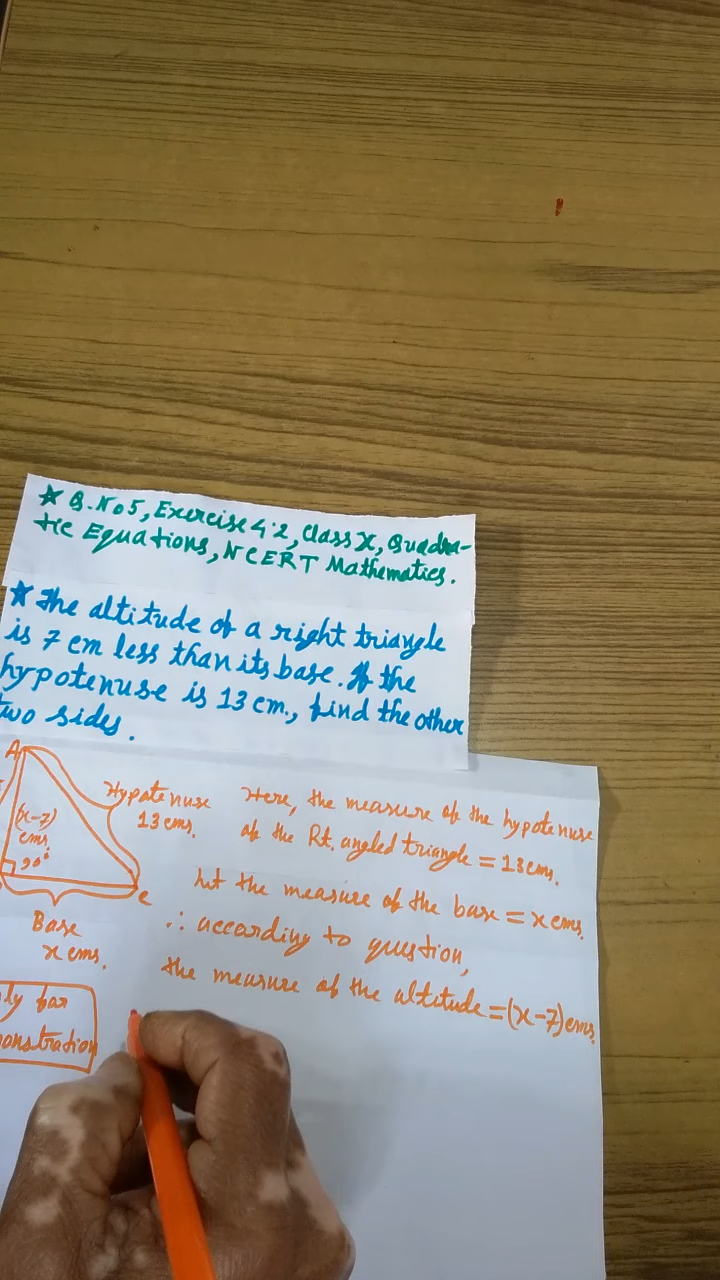 ★ Q. No 5, Exercise 4.2, Class X, Quadra-
tic Equations, NCERT Mathematics.
★ The altitude of a right triangle
is 7 cm less than its base. If the
hypotenuse is 13 cm., find the other
two sides.
A
Hypotenuse
13 cms.
(x-7)
cms.
90°
C
Base
x cms.
Here, the measure of the hypotenuse
of the Rt. angled triangle = 13 cms.
Let the measure of the base = x cms.
∴ according to question,
the measure of the altitude = (x-7) cms.